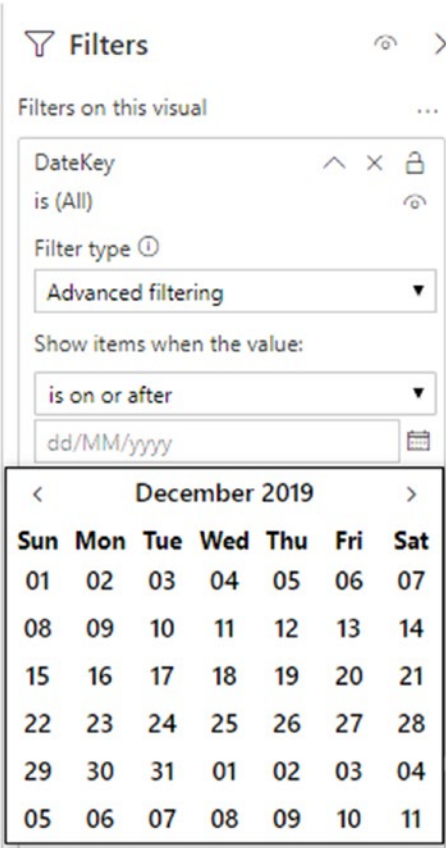 Filters
Filters on this visual
DateKey
is (All)
Filter type
Advanced filtering
Show items when the value:
is on or after
dd/MM/yyyy
December 2019
Sun Mon Tue Wed Thu Fri Sat
01 02 03 04 05 06 07
08 09 10 11 12 13 14
15 16 17 18 19 20 21
22 23 24 25 26 27 28
29 30 31 01 02 03 04
05 06 07 08 09 10 11